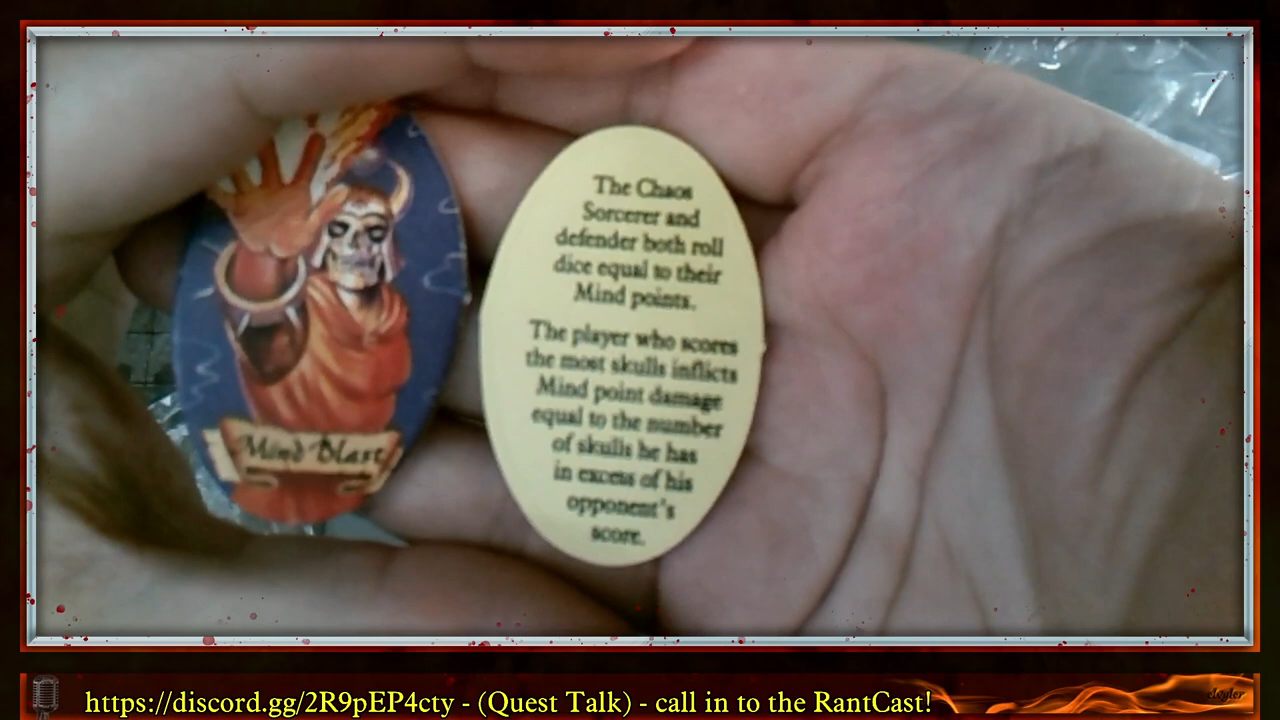 Mind Blast
The Chaos
Sorcerer and
defender both roll
dice equal to their
Mind points.
The player who scores
the most skulls inflicts
Mind point damage
equal to the number
of skulls he has
in excess of his
opponent's
score.
https://discord.gg/2R9pEP4cty - (Quest Talk) - call in to the RantCast!